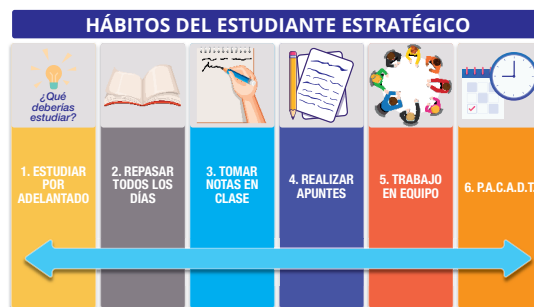 HÁBITOS DEL ESTUDIANTE ESTRATÉGICO
¿Qué
deberías
estudiar?
1. ESTUDIAR
POR
ADELANTADO
2. REPASAR
TODOS LOS
DÍAS
3. TOMAR
NOTAS EN
CLASE
4. REALIZAR
APUNTES
5. TRABAJO
EN EQUIPO
6. P.A.C.A.D.T.